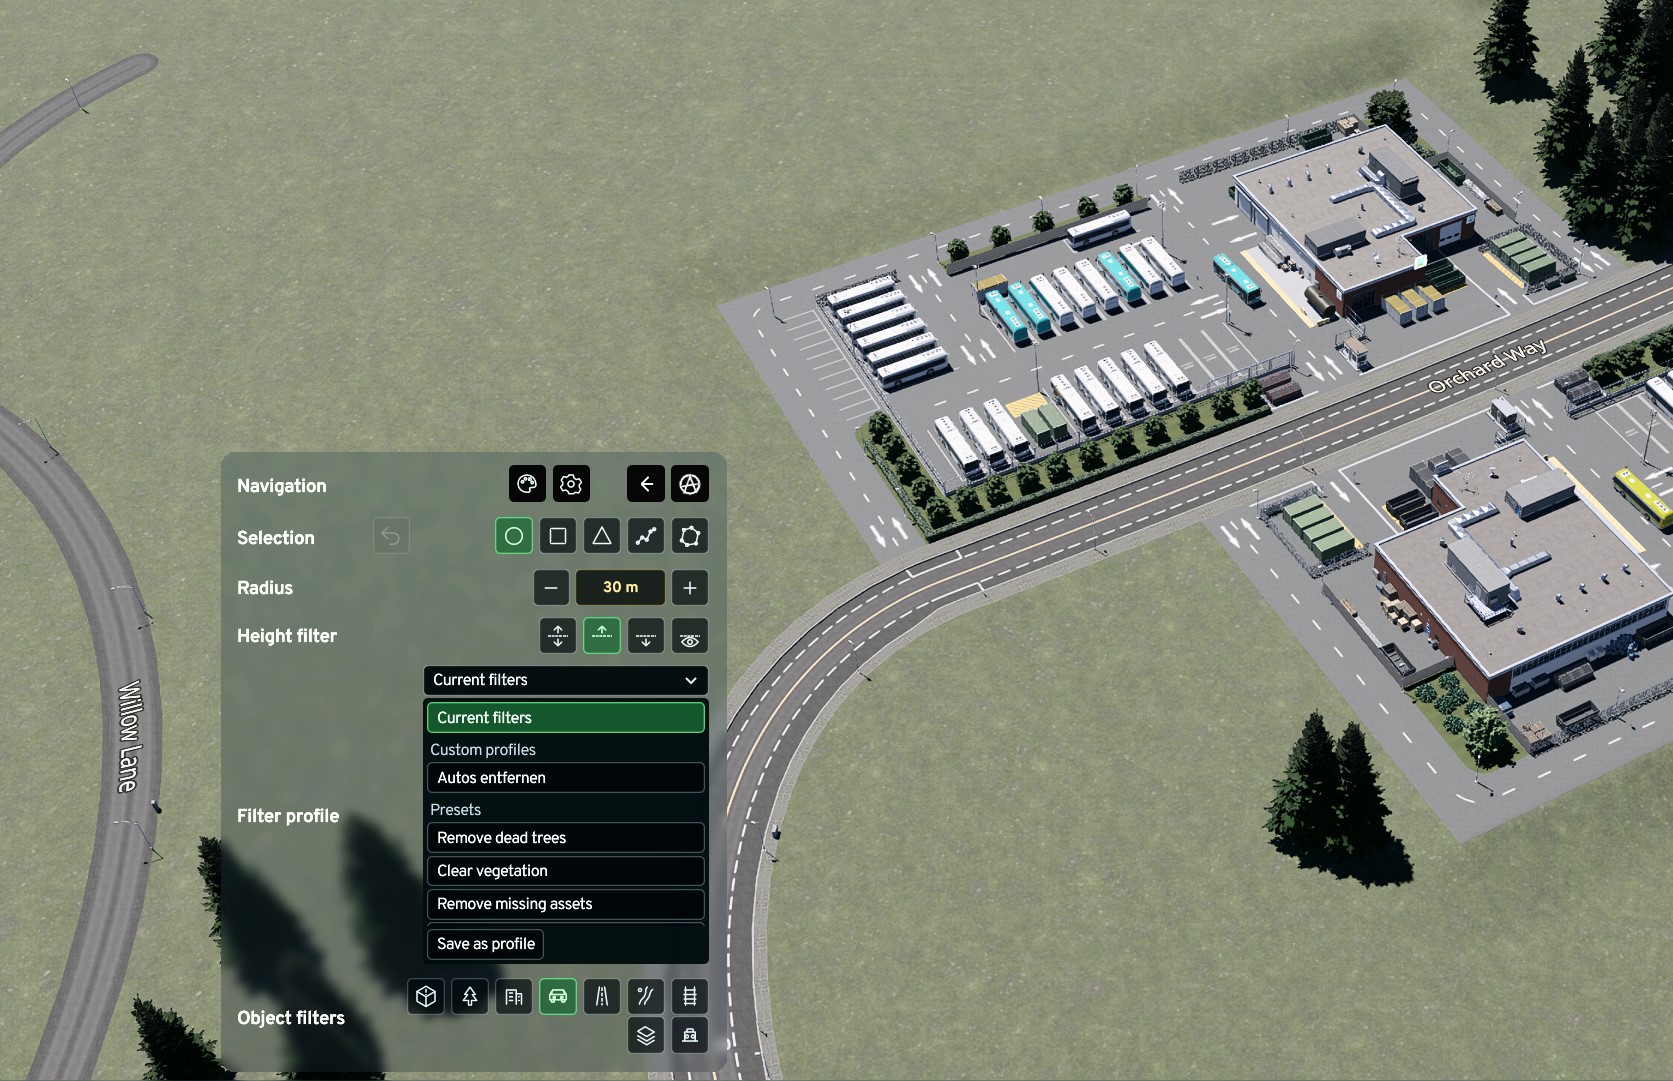 Orchard Way
Navigation
Selection
Radius
30 m
Height filter
Current filters
Current filters
Custom profiles
Autos entfernen
Presets
Filter profile
Remove dead trees
Clear vegetation
Remove missing assets
Save as profile
Object filters
Willow Lane